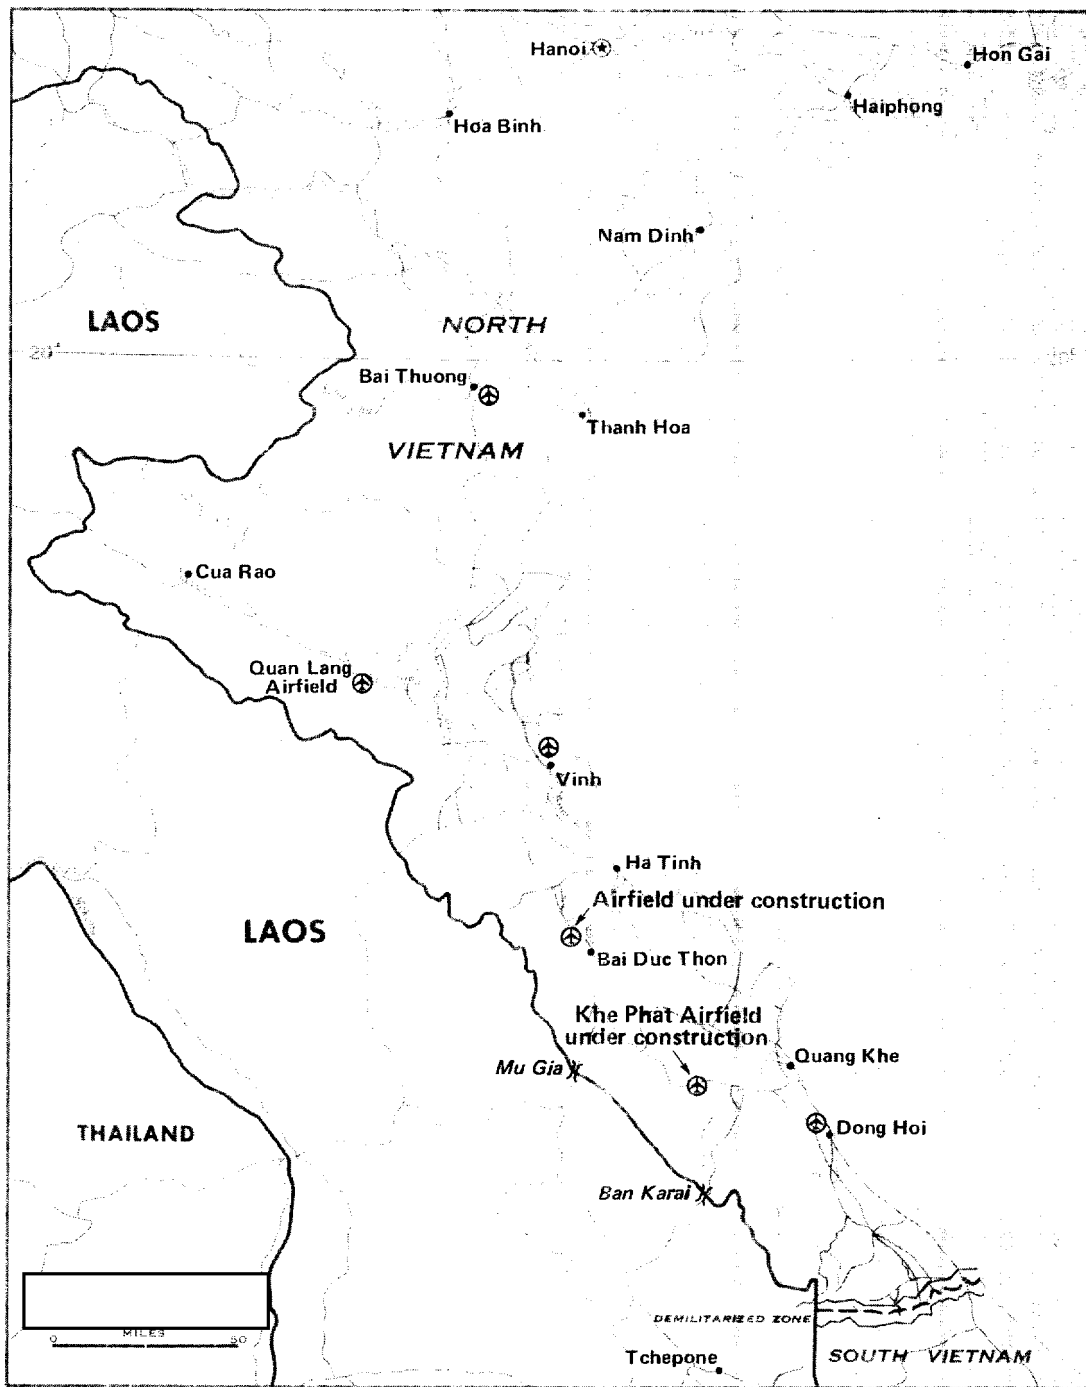 Hanoi
Hon Gai
Haiphong
Hoa Binh
Nam Dinh
LAOS
NORTH
20°
20°
Bai Thuong
Thanh Hoa
VIETNAM
Cua Rao
Quan Lang
Airfield
Vinh
Ha Tinh
Airfield under construction
LAOS
Bai Duc Thon
Khe Phat Airfield
under construction
Quang Khe
Mu Gia
THAILAND
Dong Hoi
Ban Karai
DEMILITARIZED ZONE
MILES
0 50
Tchepone
SOUTH VIETNAM